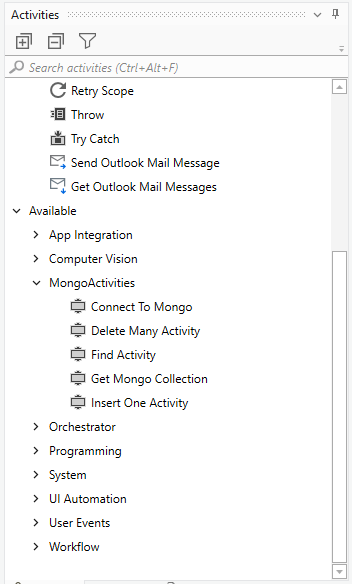 Activities
Search activities (Ctrl+Alt+F)
Retry Scope
Throw
Try Catch
Send Outlook Mail Message
Get Outlook Mail Messages
Available
App Integration
Computer Vision
MongoActivities
Connect To Mongo
Delete Many Activity
Find Activity
Get Mongo Collection
Insert One Activity
Orchestrator
Programming
System
UI Automation
User Events
Workflow